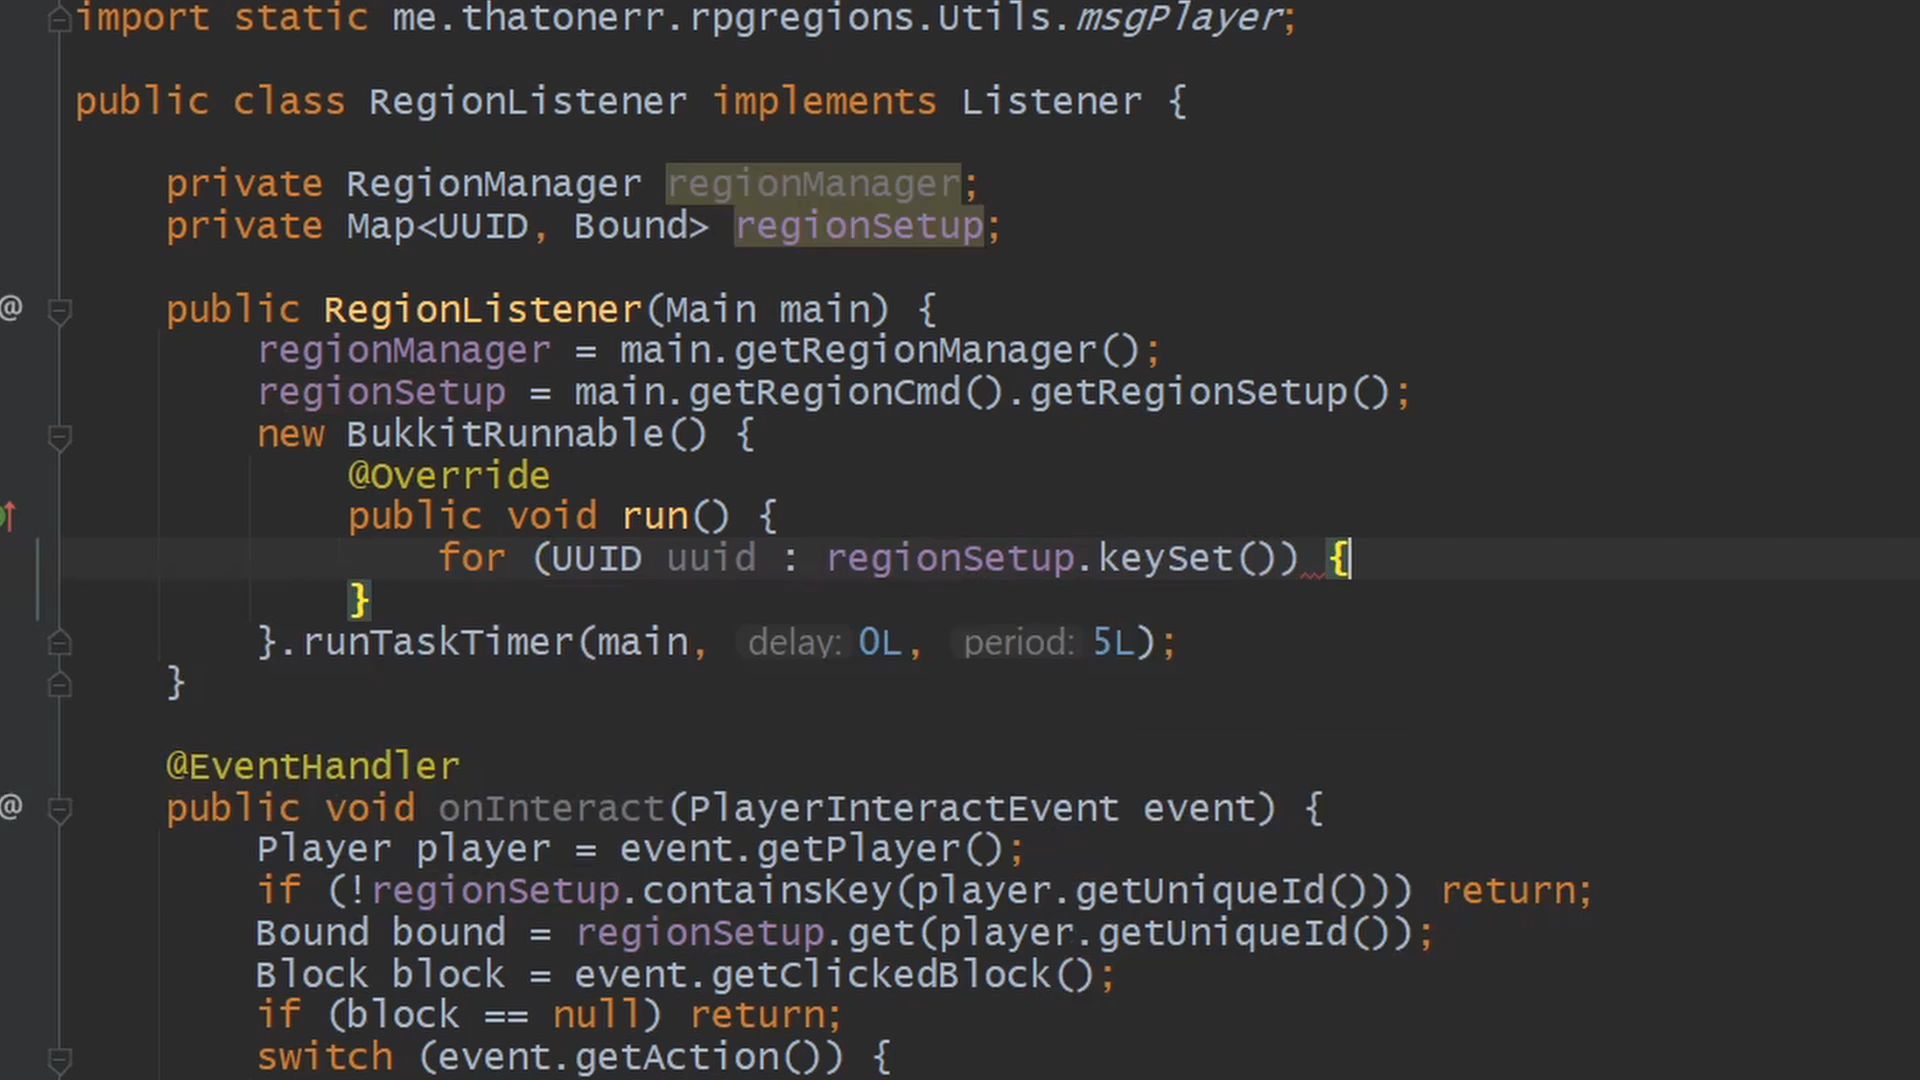 import static me.thatonerr.rpgregions.Utils.msgPlayer;
public class RegionListener implements Listener {
private RegionManager regionManager;
private Map<UUID, Bound> regionSetup;
@ public RegionListener(Main main) {
regionManager = main.getRegionManager();
regionSetup = main.getRegionCmd().getRegionSetup();
new BukkitRunnable() {
@Override
public void run() {
for (UUID uuid : regionSetup.keySet()) {
}
}.runTaskTimer(main, delay: 0L, period: 5L);
}
@EventHandler
@ public void onInteract(PlayerInteractEvent event) {
Player player = event.getPlayer();
if (!regionSetup.containsKey(player.getUniqueId())) return;
Bound bound = regionSetup.get(player.getUniqueId());
Block block = event.getClickedBlock();
if (block == null) return;
switch (event.getAction()) {